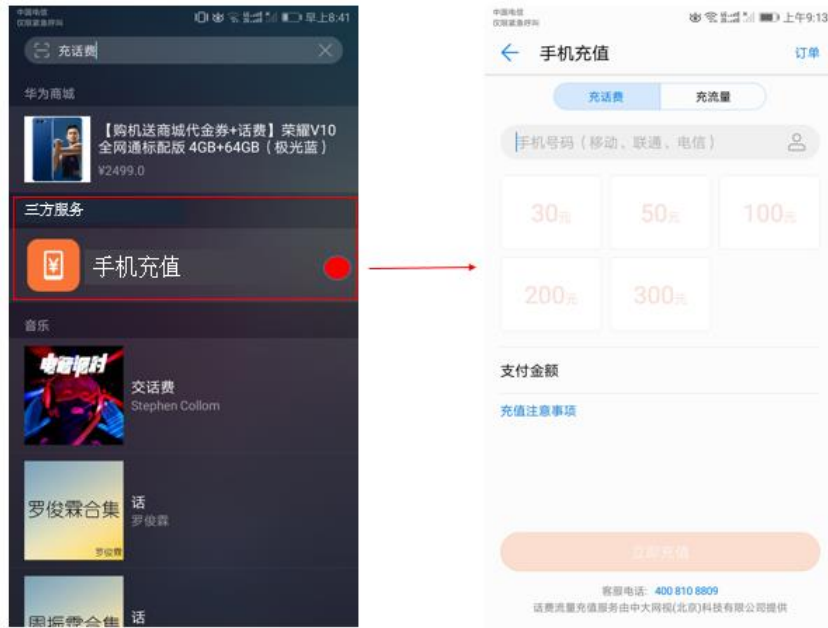 中国电信
仅限紧急呼叫
早上8:41
充话费
华为商城
【购机送商城代金券+话费】荣耀V10
全网通标配版 4GB+64GB（极光蓝）
¥2499.0
三方服务
手机充值
音乐
交话费
Stephen Collom
罗俊霖合集
罗俊霖
话
罗俊霖
周振霆合集
话
中国电信
仅限紧急呼叫
上午9:13
手机充值
订单
充话费
充流量
手机号码（移动、联通、电信）
30元
50元
100元
200元
300元
支付金额
充值注意事项
立即充值
客服电话: 400 810 8809
话费流量充值服务由中大网视(北京)科技有限公司提供